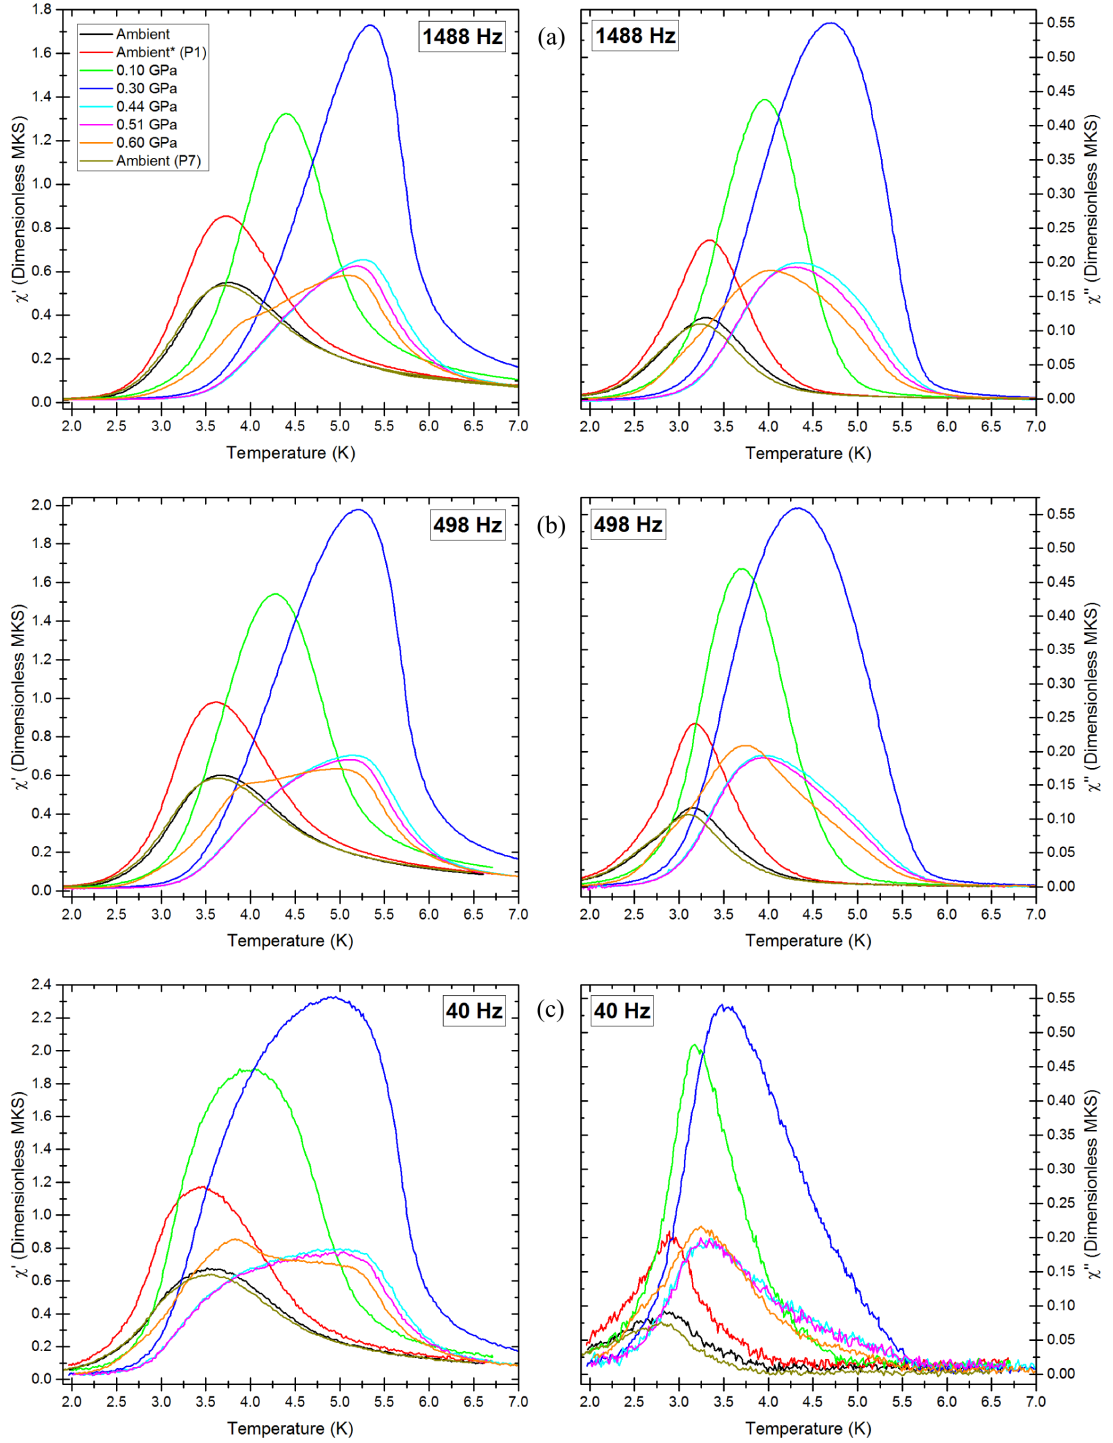 1488 Hz
(a)
1488 Hz
Ambient
Ambient* (P1)
0.10 GPa
0.30 GPa
0.44 GPa
0.51 GPa
0.60 GPa
Ambient (P7)
χ' (Dimensionless MKS)
1.8
1.6
1.4
1.2
1.0
0.8
0.6
0.4
0.2
0.0
2.0 2.5 3.0 3.5 4.0 4.5 5.0 5.5 6.0 6.5 7.0
Temperature (K)
0.55
0.50
0.45
0.40
0.35
0.30
0.25
0.20
0.15
0.10
0.05
0.00
χ" (Dimensionless MKS)
2.0 2.5 3.0 3.5 4.0 4.5 5.0 5.5 6.0 6.5 7.0
Temperature (K)
498 Hz
(b)
498 Hz
χ' (Dimensionless MKS)
2.0
1.8
1.6
1.4
1.2
1.0
0.8
0.6
0.4
0.2
0.0
2.0 2.5 3.0 3.5 4.0 4.5 5.0 5.5 6.0 6.5 7.0
Temperature (K)
0.55
0.50
0.45
0.40
0.35
0.30
0.25
0.20
0.15
0.10
0.05
0.00
χ" (Dimensionless MKS)
2.0 2.5 3.0 3.5 4.0 4.5 5.0 5.5 6.0 6.5 7.0
Temperature (K)
40 Hz
(c)
40 Hz
χ' (Dimensionless MKS)
2.4
2.2
2.0
1.8
1.6
1.4
1.2
1.0
0.8
0.6
0.4
0.2
0.0
2.0 2.5 3.0 3.5 4.0 4.5 5.0 5.5 6.0 6.5 7.0
Temperature (K)
0.55
0.50
0.45
0.40
0.35
0.30
0.25
0.20
0.15
0.10
0.05
0.00
χ" (Dimensionless MKS)
2.0 2.5 3.0 3.5 4.0 4.5 5.0 5.5 6.0 6.5 7.0
Temperature (K)